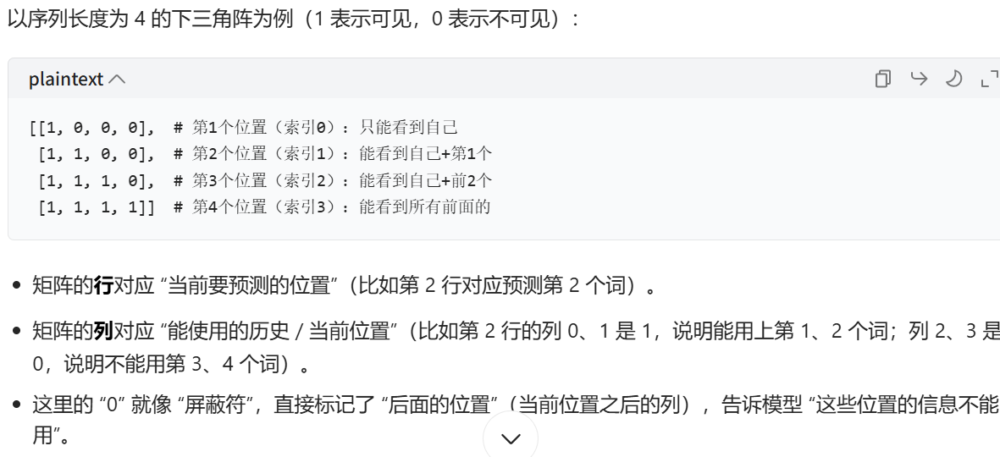 以序列长度为 4 的下三角阵为例（1 表示可见，0 表示不可见）：
plaintext
[[1, 0, 0, 0],  # 第1个位置（索引0）：只能看到自己
 [1, 1, 0, 0],  # 第2个位置（索引1）：能看到自己+第1个
 [1, 1, 1, 0],  # 第3个位置（索引2）：能看到自己+前2个
 [1, 1, 1, 1]]  # 第4个位置（索引3）：能看到所有前面的
• 矩阵的行对应 “当前要预测的位置”（比如第 2 行对应预测第 2 个词）。
• 矩阵的列对应 “能使用的历史 / 当前位置”（比如第 2 行的列 0、1 是 1，说明能用上第 1、2 个词；列 2、3 是
0，说明不能用第 3、4 个词）。
• 这里的 “0” 就像 “屏蔽符”，直接标记了 “后面的位置”（当前位置之后的列），告诉模型 “这些位置的信息不能
用”。